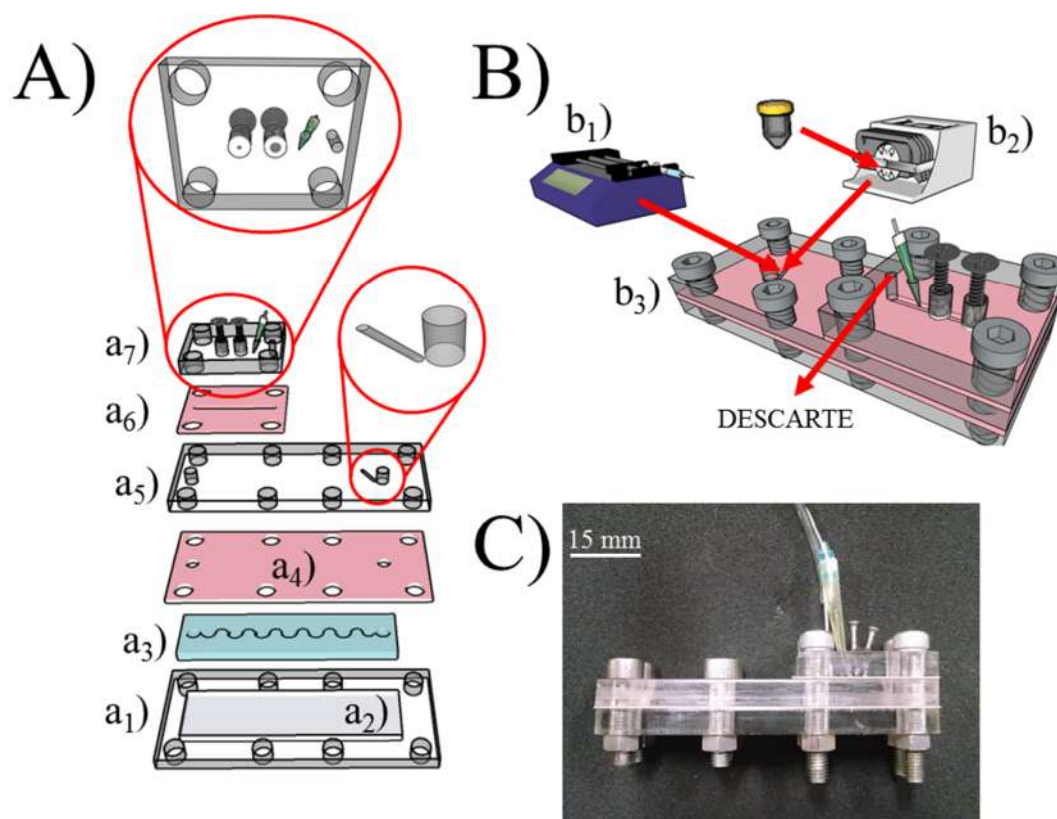 A)
a₇)
a₆)
a₅)
a₄)
a₃)
a₁)
a₂)
B)
b₁)
b₂)
b₃)
DESCARTE
C)
15 mm